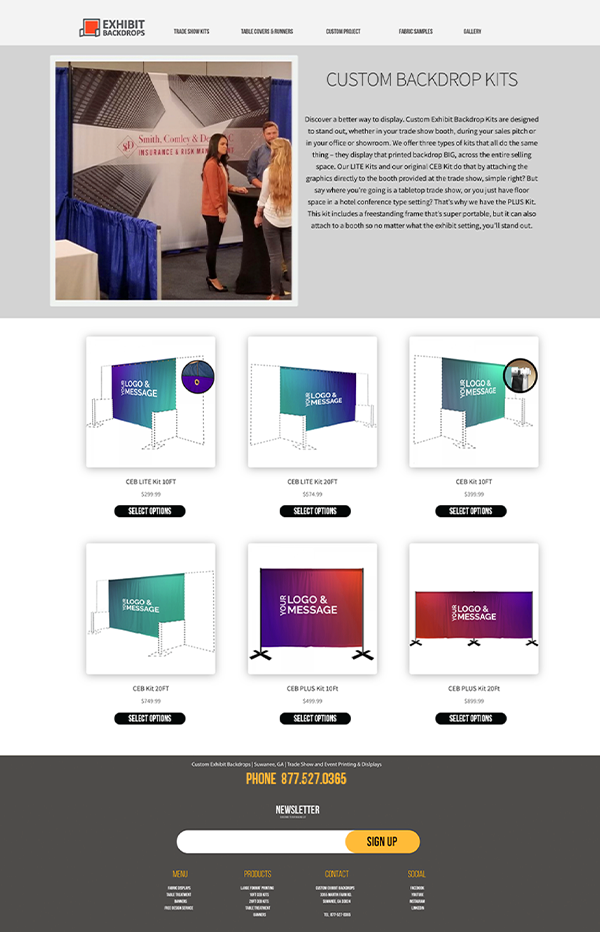 EXHIBIT
BACKDROPS
TRADE SHOW KITS
TABLE COVERS & RUNNERS
CUSTOM PROJECT
FABRIC SAMPLES
GALLERY
Smith, Comley & D
INSURANCE & RISK MAN
CUSTOM BACKDROP KITS
Discover a better way to display. Custom Exhibit Backdrop Kits are designed
to stand out, whether in your trade show booth, during your sales pitch or
in your office or showroom. We offer three types of kits that all do the same
thing – they display that printed backdrop BIG, across the entire selling
space. Our LITE Kits and our original CEB Kit do that by attaching the
graphics directly to the booth provided at the trade show, simple right? But
say where you're going is a tabletop trade show, or you just have floor
space in a hotel conference type setting? That's why we have the PLUS Kit.
This kit includes a freestanding frame that's super portable, but it can also
attach to a booth so no matter what the exhibit setting, you'll stand out.
YOUR LOGO & MESSAGE
YOUR LOGO & MESSAGE
YOUR LOGO & MESSAGE
CEB LITE Kit 10FT
CEB LITE Kit 20FT
CEB Kit 10FT
$299.99
$574.99
$399.99
SELECT OPTIONS
SELECT OPTIONS
SELECT OPTIONS
YOUR LOGO & MESSAGE
YOUR LOGO & MESSAGE
YOUR LOGO & MESSAGE
CEB Kit 20FT
CEB PLUS Kit 10Ft
CEB PLUS Kit 20Ft
$749.99
$499.99
$899.99
SELECT OPTIONS
SELECT OPTIONS
SELECT OPTIONS
Custom Exhibit Backdrops | Suwanee, GA | Trade Show and Event Printing & Displays
PHONE 877.527.0365
NEWSLETTER
SIGN UP
MENU
PRODUCTS
CONTACT
SOCIAL
FABRIC DISPLAYS
TABLE TREATMENT
BANNERS
FREE DESIGN SERVICE
LARGE FORMAT PRINTING
10FT CEB KITS
20FT CEB KITS
TABLE TREATMENT
BANNERS
CUSTOM EXHIBIT BACKDROPS
SUWANEE, GA 30024
TEL. 877-527-0365
FACEBOOK
YOUTUBE
INSTAGRAM
LINKEDIN